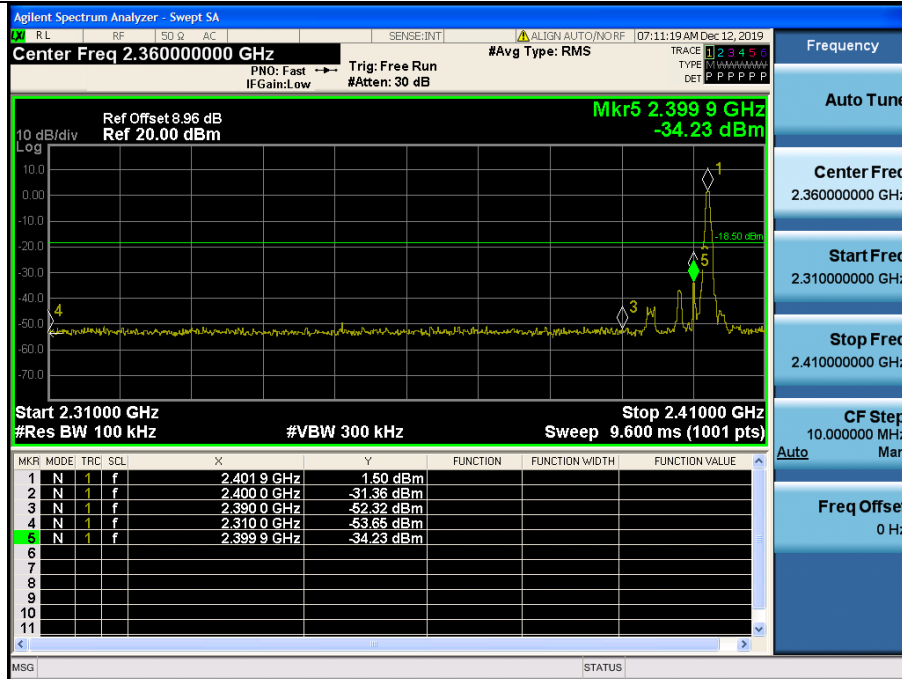 Agilent Spectrum Analyzer - Swept SA
LXI RL RF 50 Ω AC SENSE:INT ALIGN AUTO/NO RF 07:11:19 AM Dec 12, 2019
Center Freq 2.360000000 GHz #Avg Type: RMS TRACE 1 2 3 4 5 6
PNO: Fast Trig: Free Run TYPE M W W W W W
IFGain:Low #Atten: 30 dB DET P P P P P P
Mkr5 2.399 9 GHz
-34.23 dBm
Ref Offset 8.96 dB
10 dB/div Ref 20.00 dBm
Log
10.0
0.00
-10.0
-20.0
-30.0
-40.0
-50.0
-60.0
-70.0
1
-18.50 dBm
5
3
4
Start 2.31000 GHz Stop 2.41000 GHz
#Res BW 100 kHz #VBW 300 kHz Sweep 9.600 ms (1001 pts)
MKR MODE TRC SCL X Y FUNCTION FUNCTION WIDTH FUNCTION VALUE
1 N 1 f 2.401 9 GHz 1.50 dBm
2 N 1 f 2.400 0 GHz -31.36 dBm
3 N 1 f 2.390 0 GHz -52.32 dBm
4 N 1 f 2.310 0 GHz -53.65 dBm
5 N 1 f 2.399 9 GHz -34.23 dBm
6
7
8
9
10
11
MSG STATUS
Frequency
Auto Tune
Center Freq
2.360000000 GHz
Start Freq
2.310000000 GHz
Stop Freq
2.410000000 GHz
CF Step
10.000000 MHz
Auto Man
Freq Offset
0 Hz